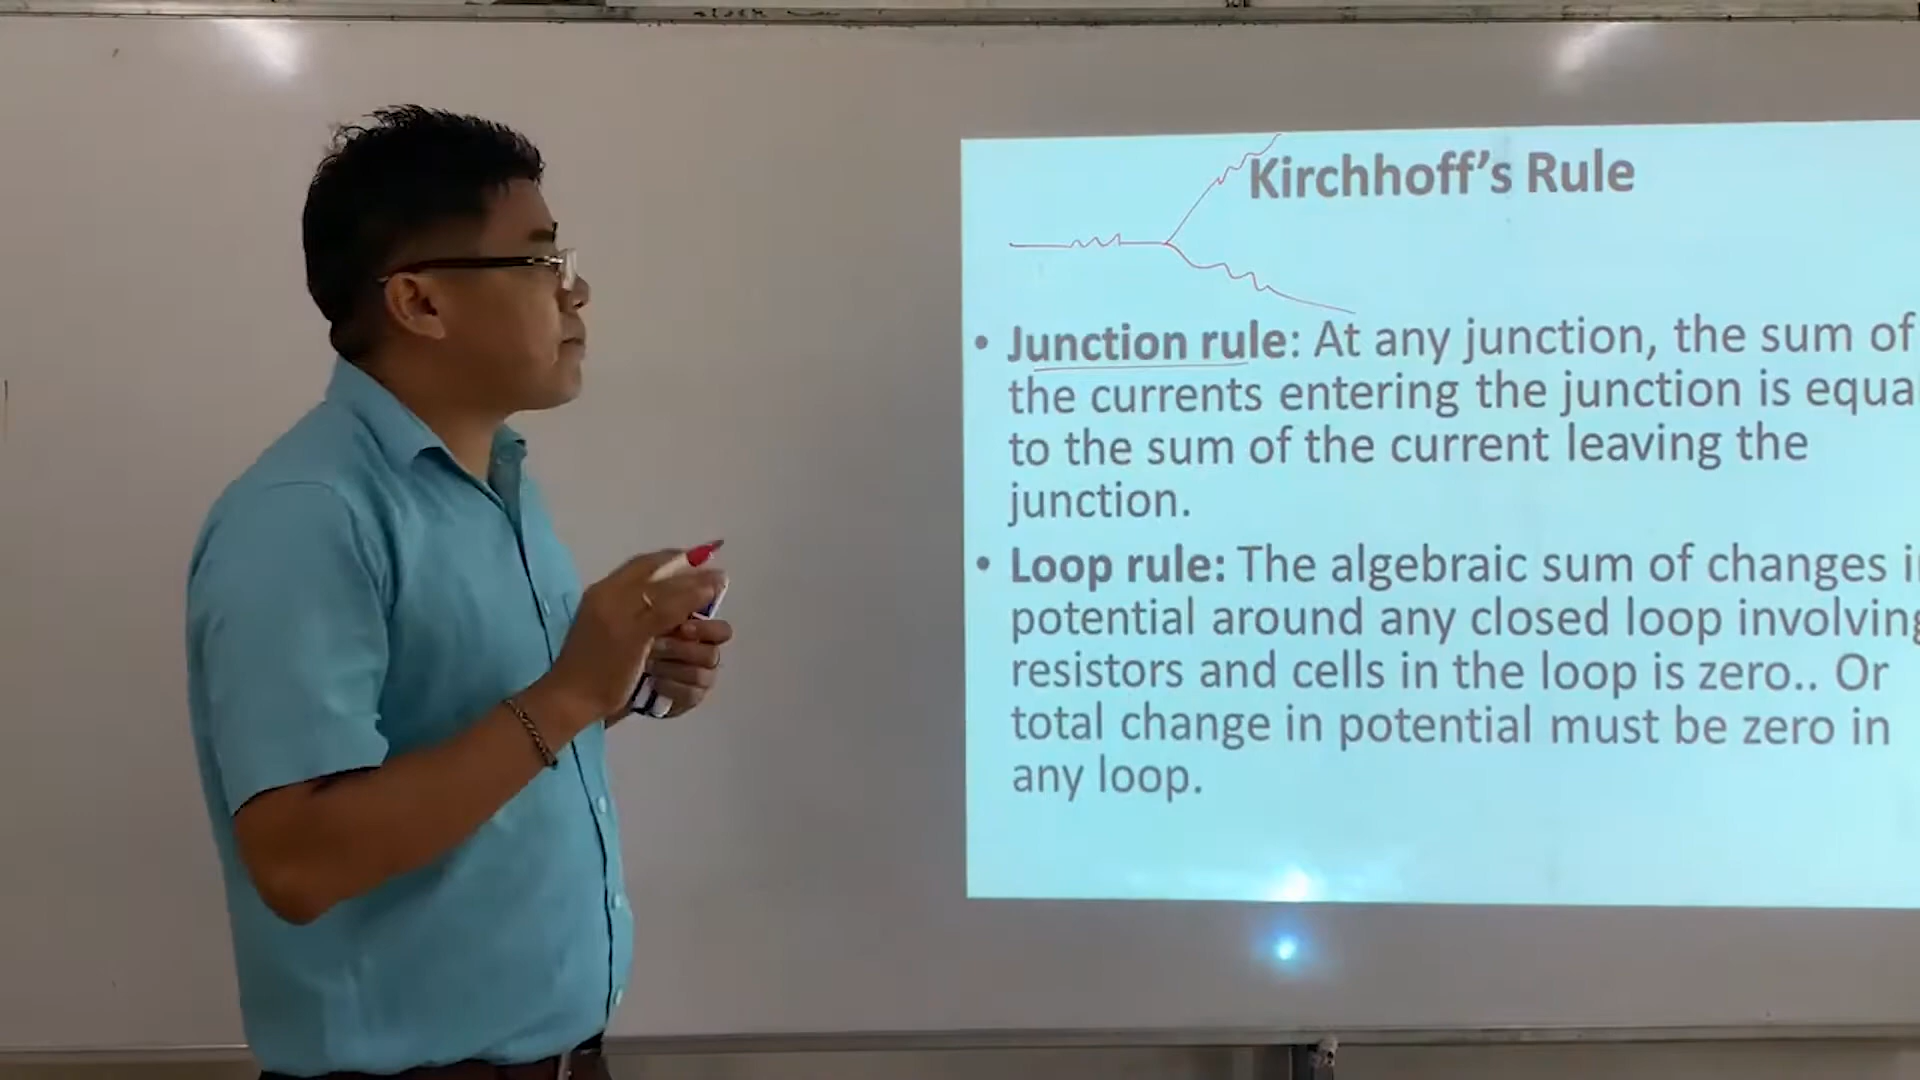 Kirchhoff's Rule
• Junction rule: At any junction, the sum of
the currents entering the junction is equa
to the sum of the current leaving the
junction.
• Loop rule: The algebraic sum of changes i
potential around any closed loop involving
resistors and cells in the loop is zero.. Or
total change in potential must be zero in
any loop.